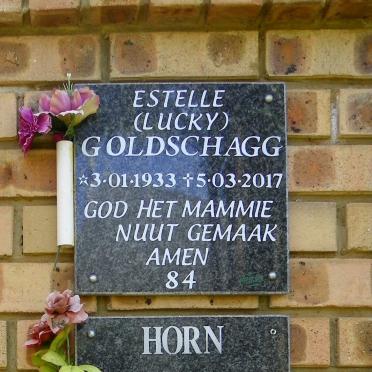 ESTELLE
(LUCKY)
GOLDSCHAGG
☆3·01·1933 ✝5·03·2017
GOD HET MAMMIE
NUUT GEMAAK
AMEN
84
HORN